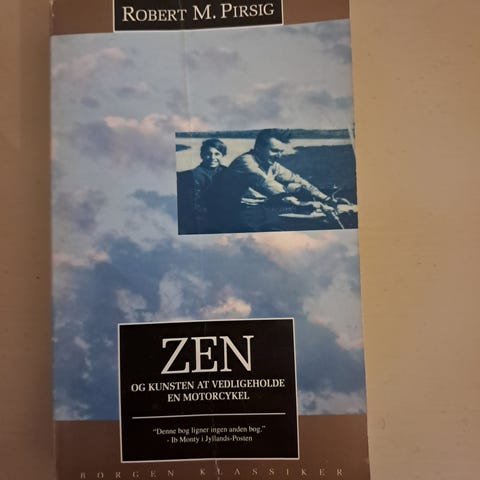 ROBERT M. PIRSIG
ZEN
OG KUNSTEN AT VEDLIGEHOLDE
EN MOTORCYKEL
"Denne bog ligner ingen anden bog."
- Ib Monty i Jyllands-Posten
BORGEN KLASSIKER